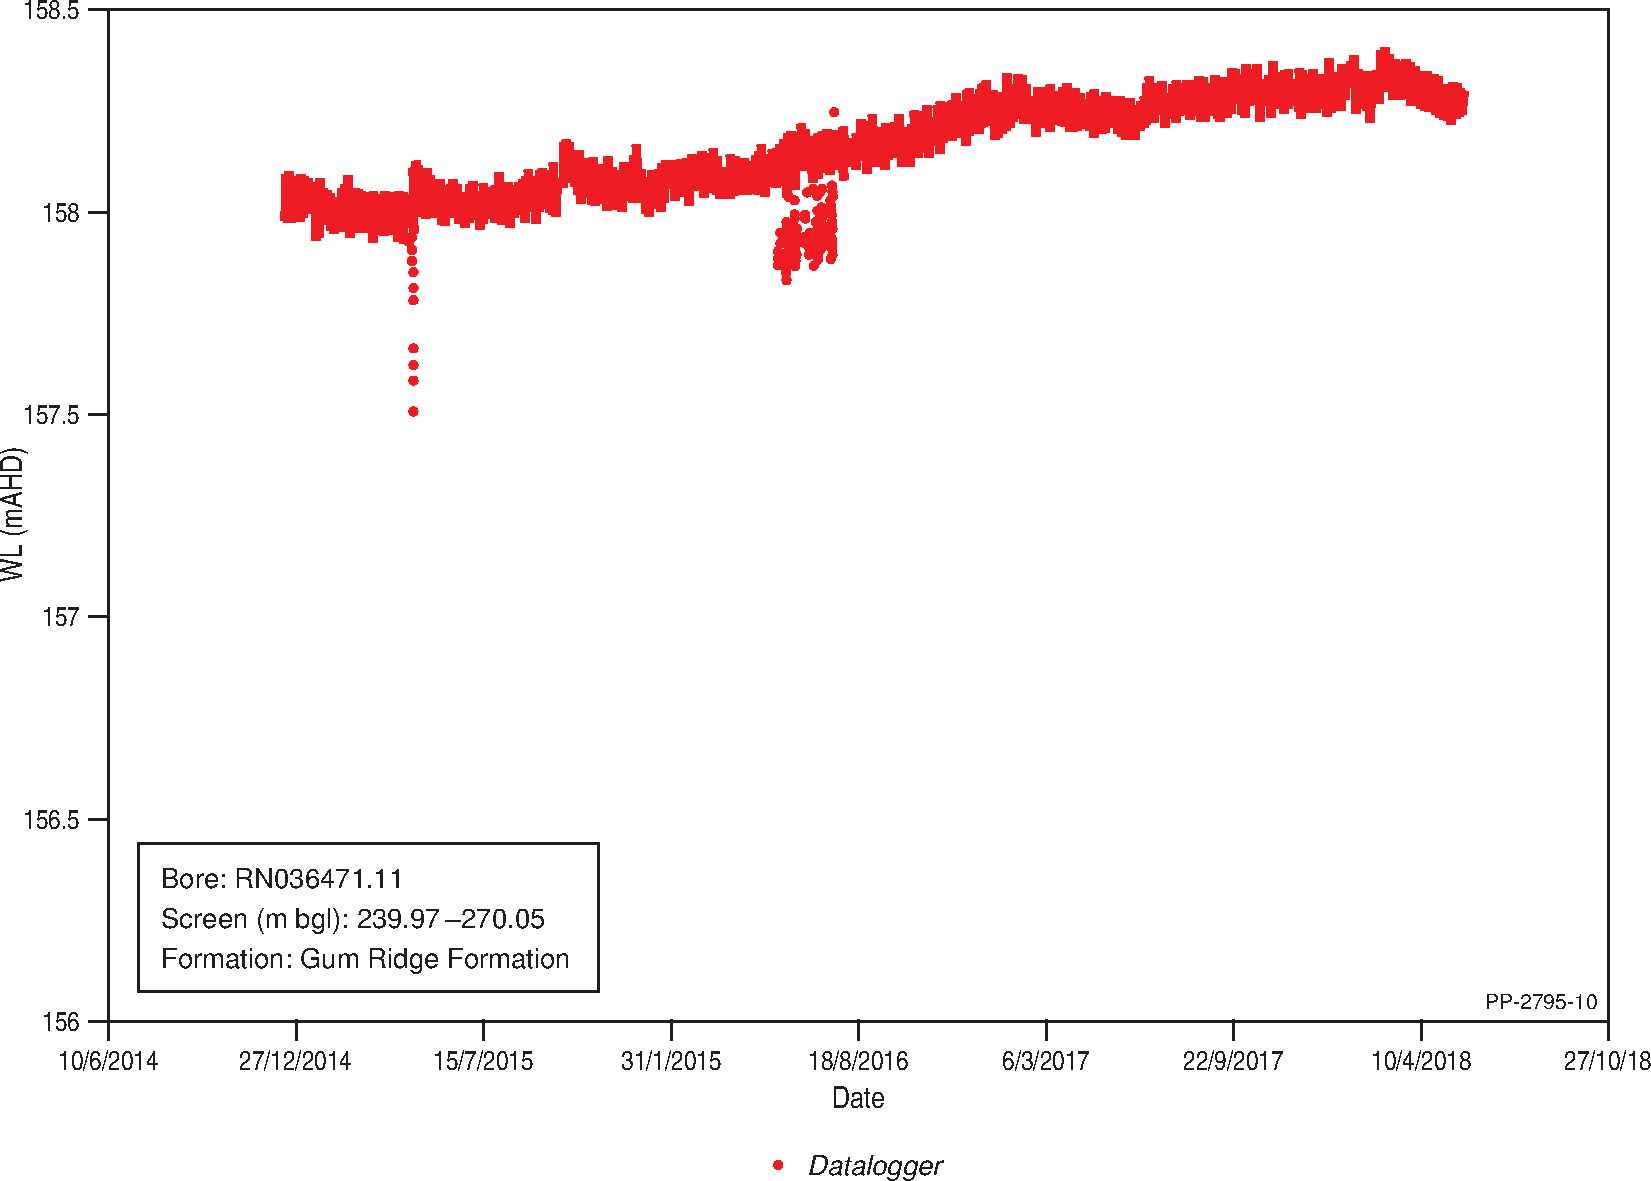 158.5
158
157.5
157
156.5
156
WL (mAHD)
Bore: RN036471.11
Screen (m bgl): 239.97–270.05
Formation: Gum Ridge Formation
PP-2795-10
10/6/2014 27/12/2014 15/7/2015 31/1/2015 18/8/2016 6/3/2017 22/9/2017 10/4/2018 27/10/18
Date
Datalogger